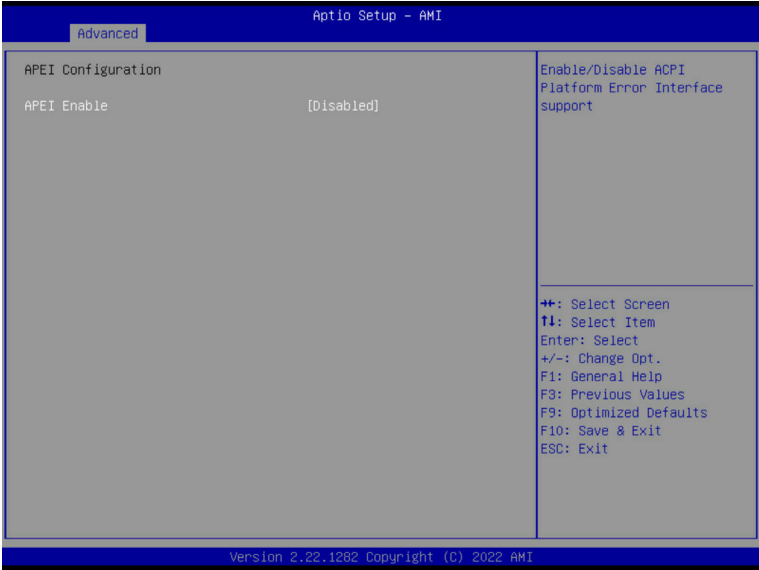 Aptio Setup – AMI
Advanced
APEI Configuration
APEI Enable [Disabled]
Enable/Disable ACPI
Platform Error Interface
support
→←: Select Screen
↑↓: Select Item
Enter: Select
+/-: Change Opt.
F1: General Help
F3: Previous Values
F9: Optimized Defaults
F10: Save & Exit
ESC: Exit
Version 2.22.1282 Copyright (C) 2022 AMI